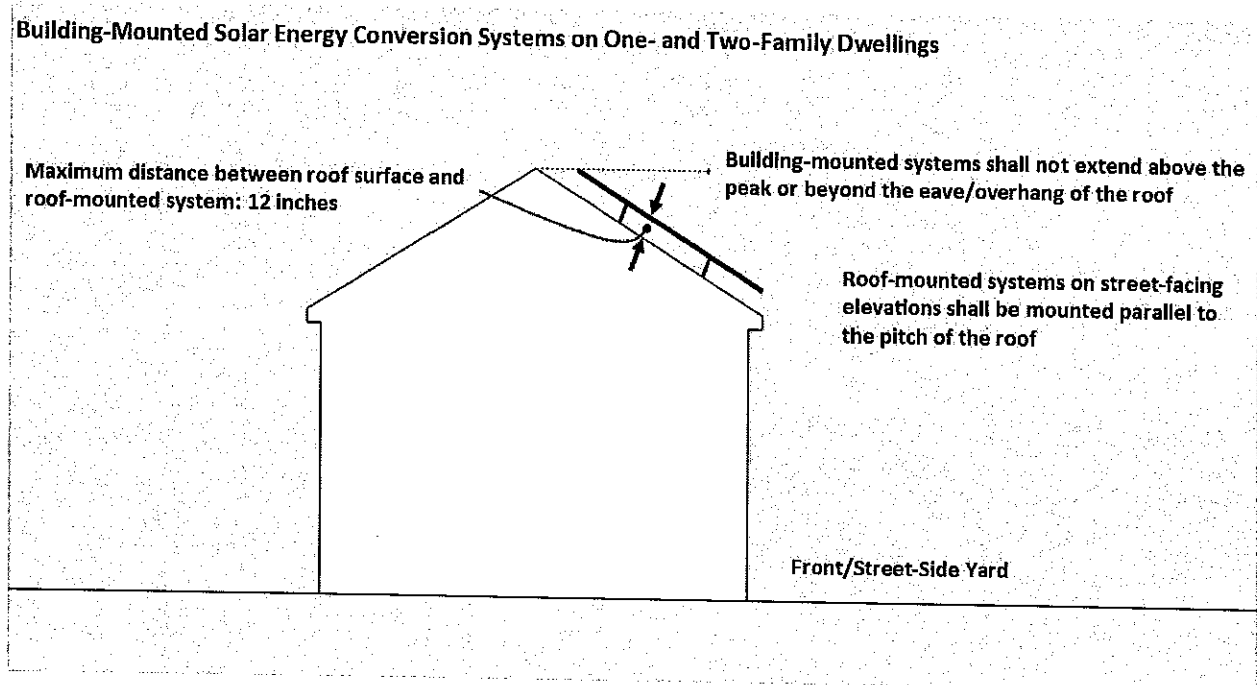 Building-Mounted Solar Energy Conversion Systems on One- and Two-Family Dwellings
Maximum distance between roof surface and
roof-mounted system: 12 inches
Building-mounted systems shall not extend above the
peak or beyond the eave/overhang of the roof
Roof-mounted systems on street-facing
elevations shall be mounted parallel to
the pitch of the roof
Front/Street-Side Yard